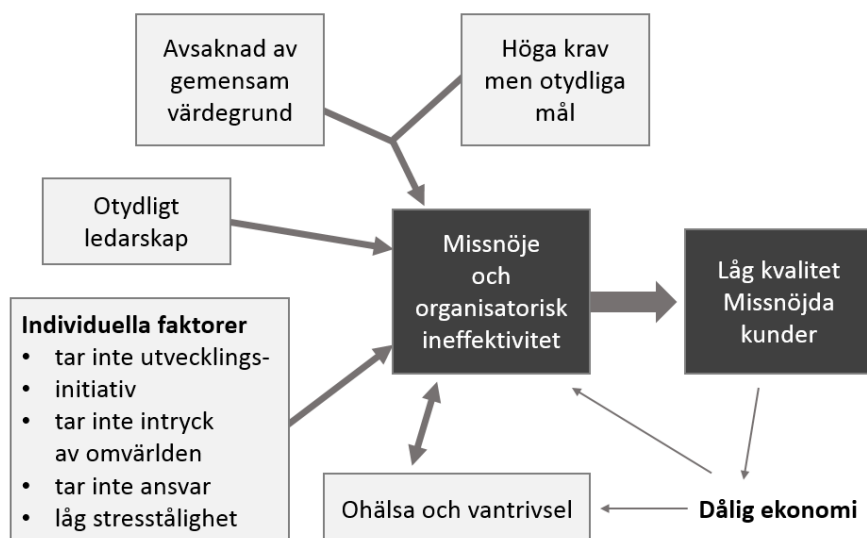 Avsaknad av
gemensam
värdegrund
Höga krav
men otydliga
mål
Otydligt
ledarskap
Missnöje
och
organisatorisk
ineffektivitet
Låg kvalitet
Missnöjda
kunder
Individuella faktorer
• tar inte utvecklings-
• initiativ
• tar inte intryck
av omvärlden
• tar inte ansvar
• låg stresstålighet
Ohälsa och vantrivsel
Dålig ekonomi